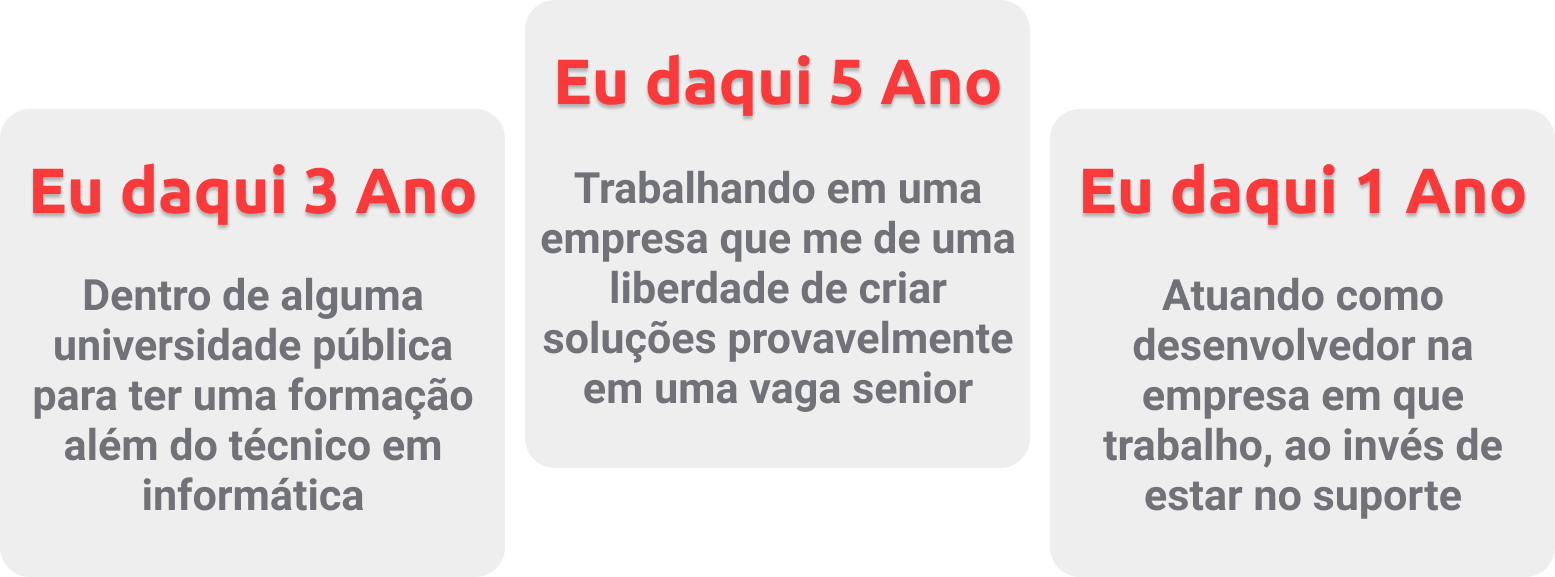 Eu daqui 3 Ano
Dentro de alguma
universidade pública
para ter uma formação
além do técnico em
informática
Eu daqui 5 Ano
Trabalhando em uma
empresa que me de uma
liberdade de criar
soluções provavelmente
em uma vaga senior
Eu daqui 1 Ano
Atuando como
desenvolvedor na
empresa em que
trabalho, ao invés de
estar no suporte